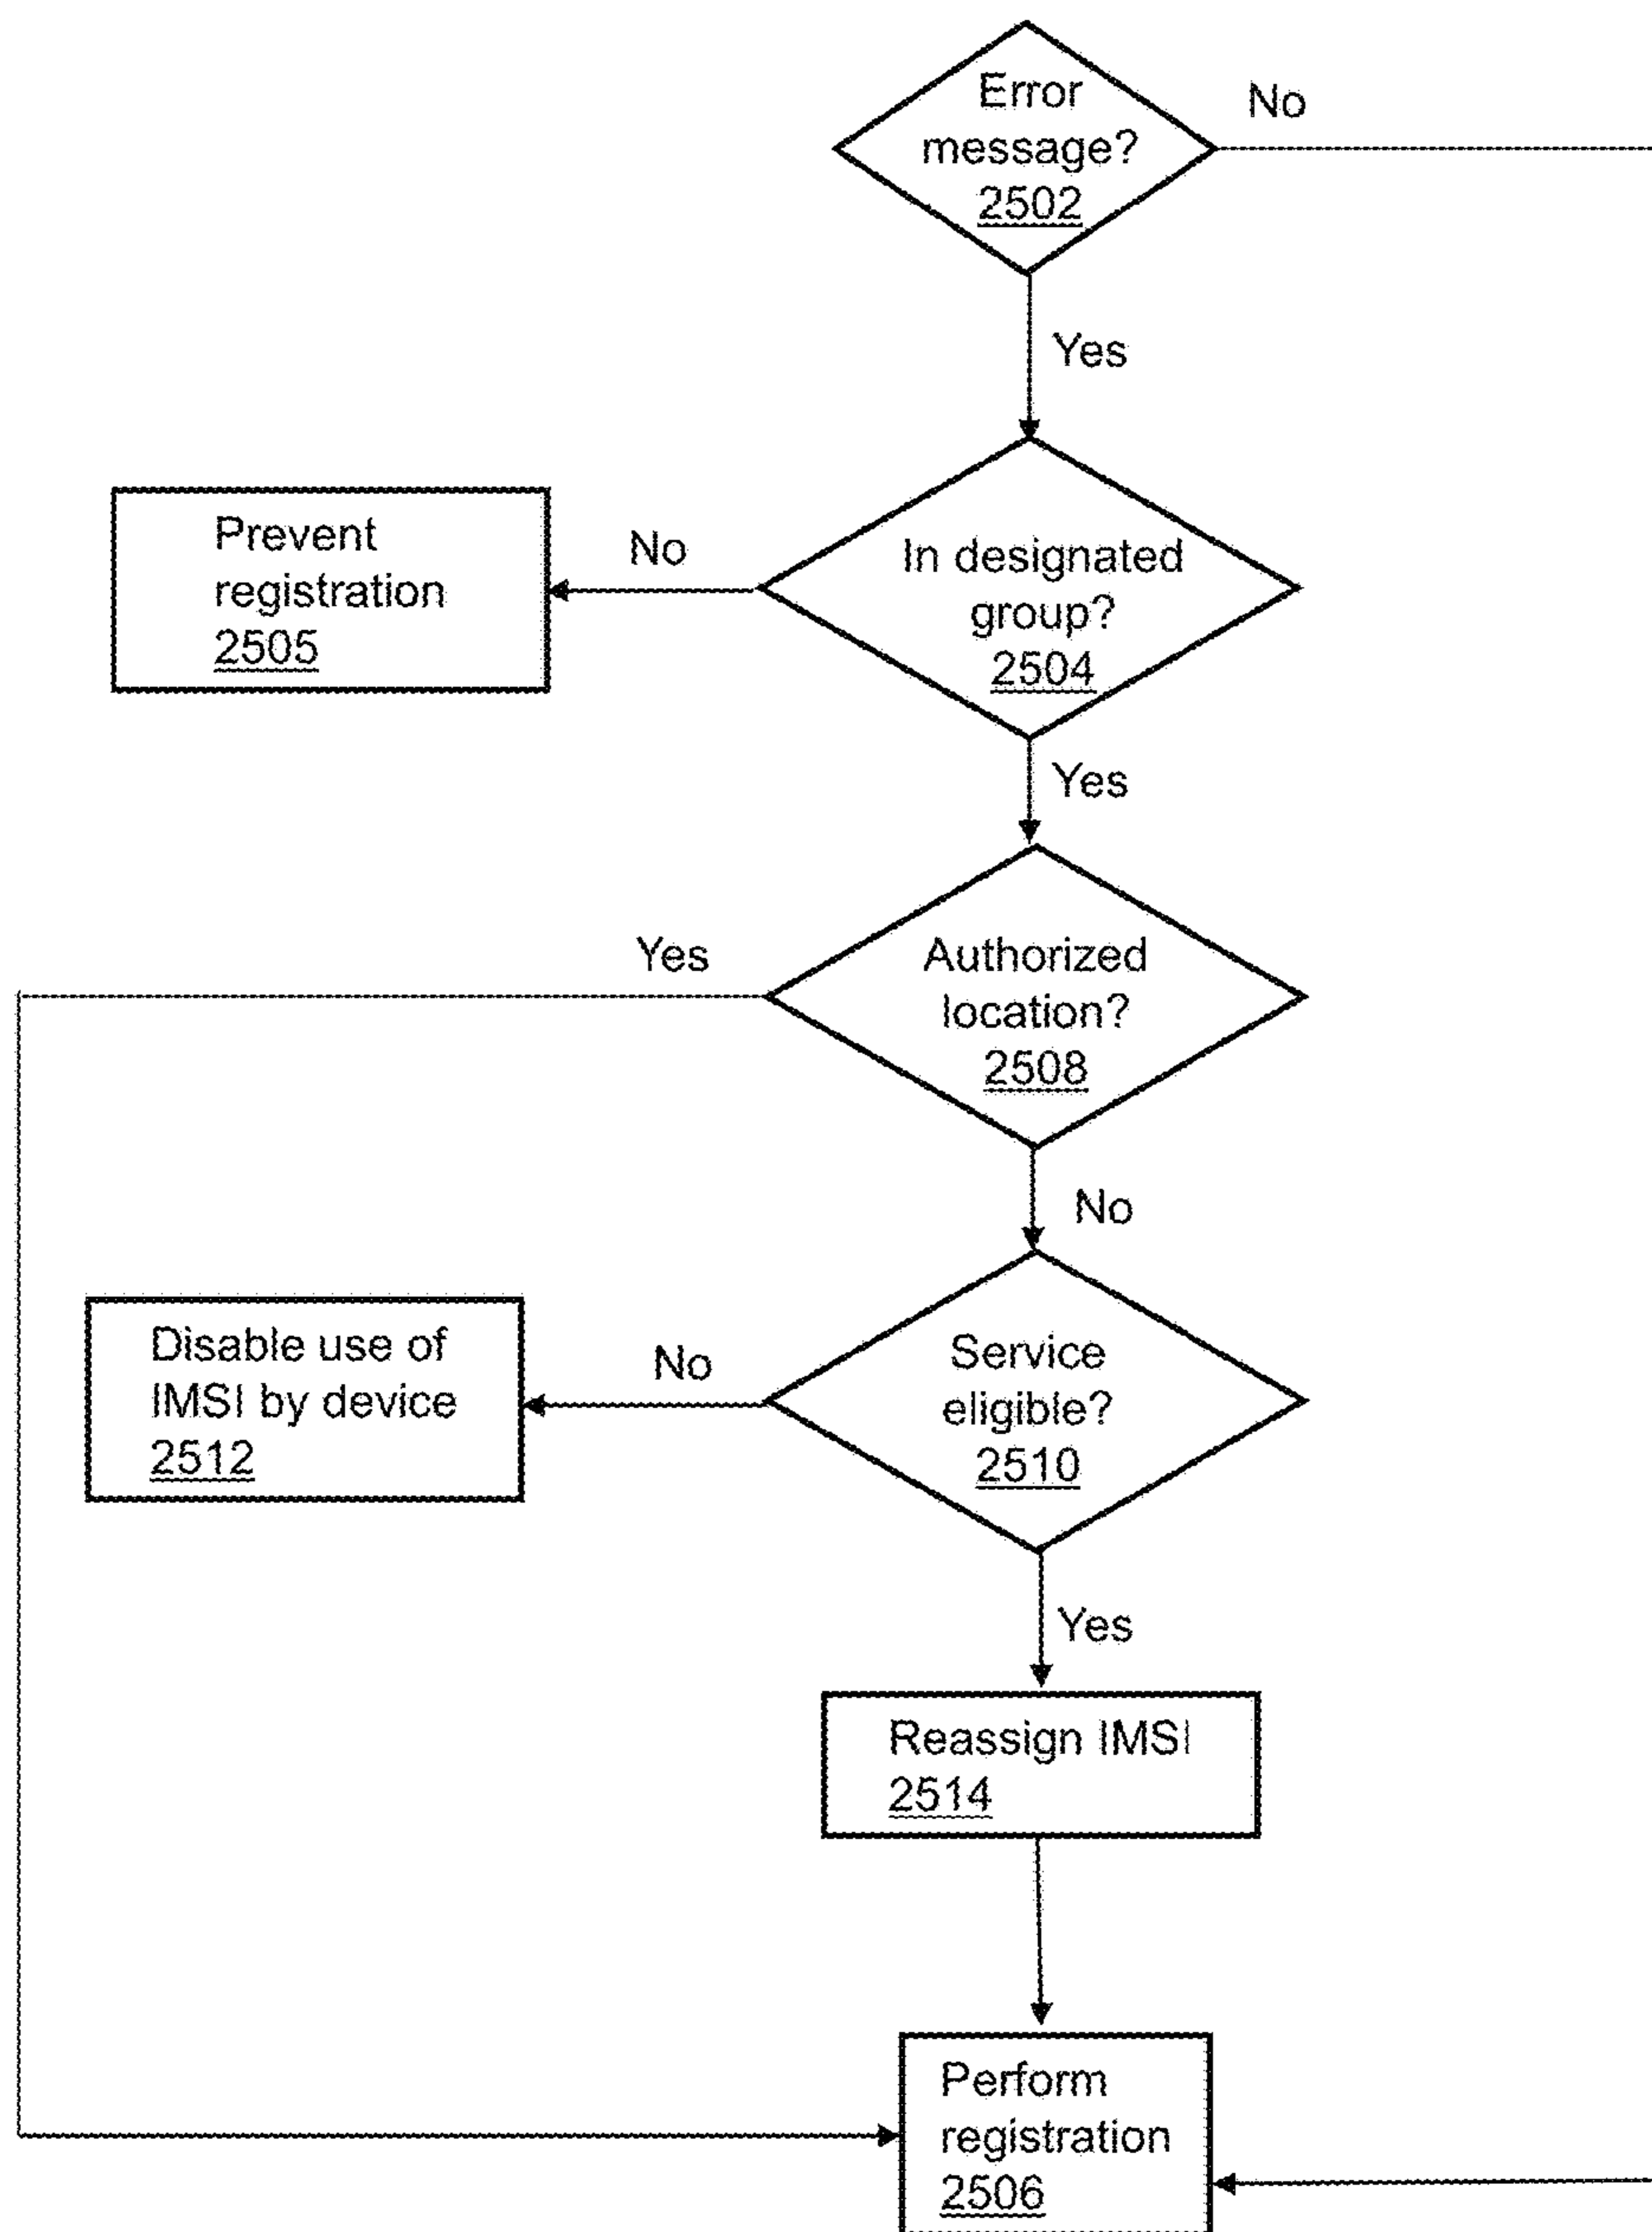 Error
message?
2502
No
Yes
Prevent
registration
2505
No
In designated
group?
2504
Yes
Yes
Authorized
location?
2508
No
Disable use of
IMSI by device
2512
No
Service
eligible?
2510
Yes
Reassign IMSI
2514
Perform
registration
2506